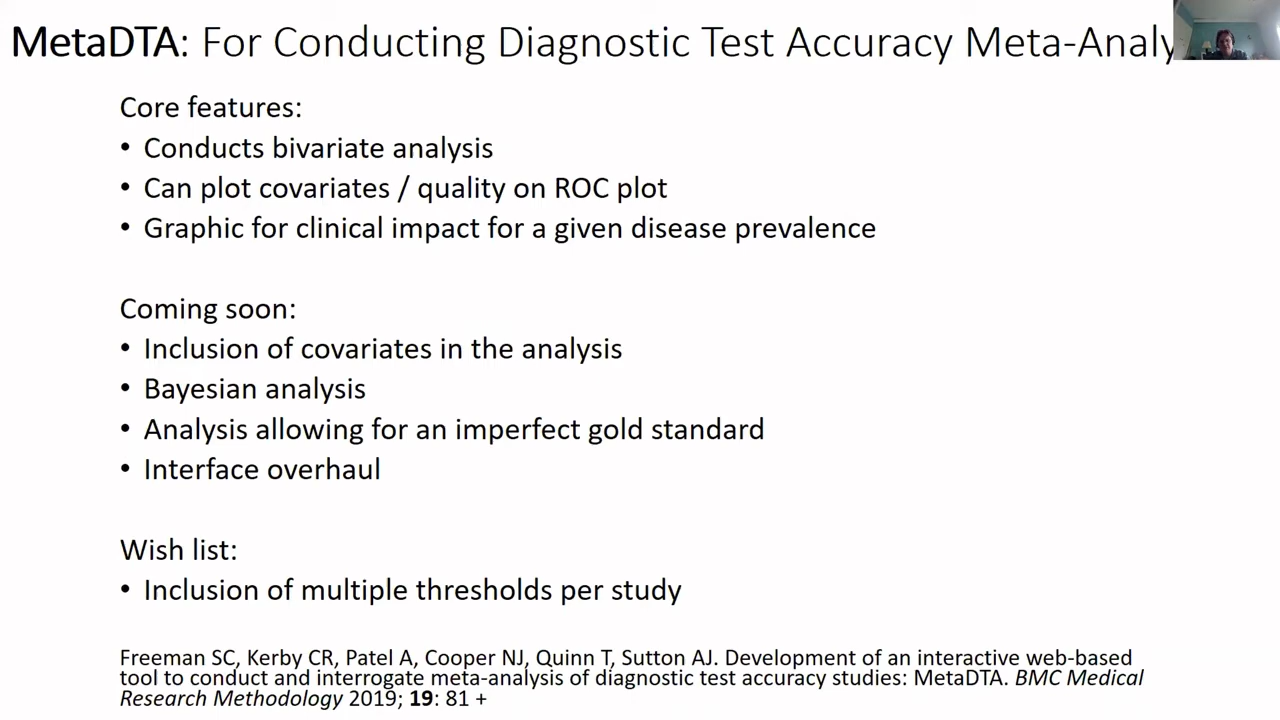 MetaDTA: For Conducting Diagnostic Test Accuracy Meta-Analy
Core features:
• Conducts bivariate analysis
• Can plot covariates / quality on ROC plot
• Graphic for clinical impact for a given disease prevalence
Coming soon:
• Inclusion of covariates in the analysis
• Bayesian analysis
• Analysis allowing for an imperfect gold standard
• Interface overhaul
Wish list:
• Inclusion of multiple thresholds per study
Freeman SC, Kerby CR, Patel A, Cooper NJ, Quinn T, Sutton AJ. Development of an interactive web-based
tool to conduct and interrogate meta-analysis of diagnostic test accuracy studies: MetaDTA. BMC Medical
Research Methodology 2019; 19: 81 +